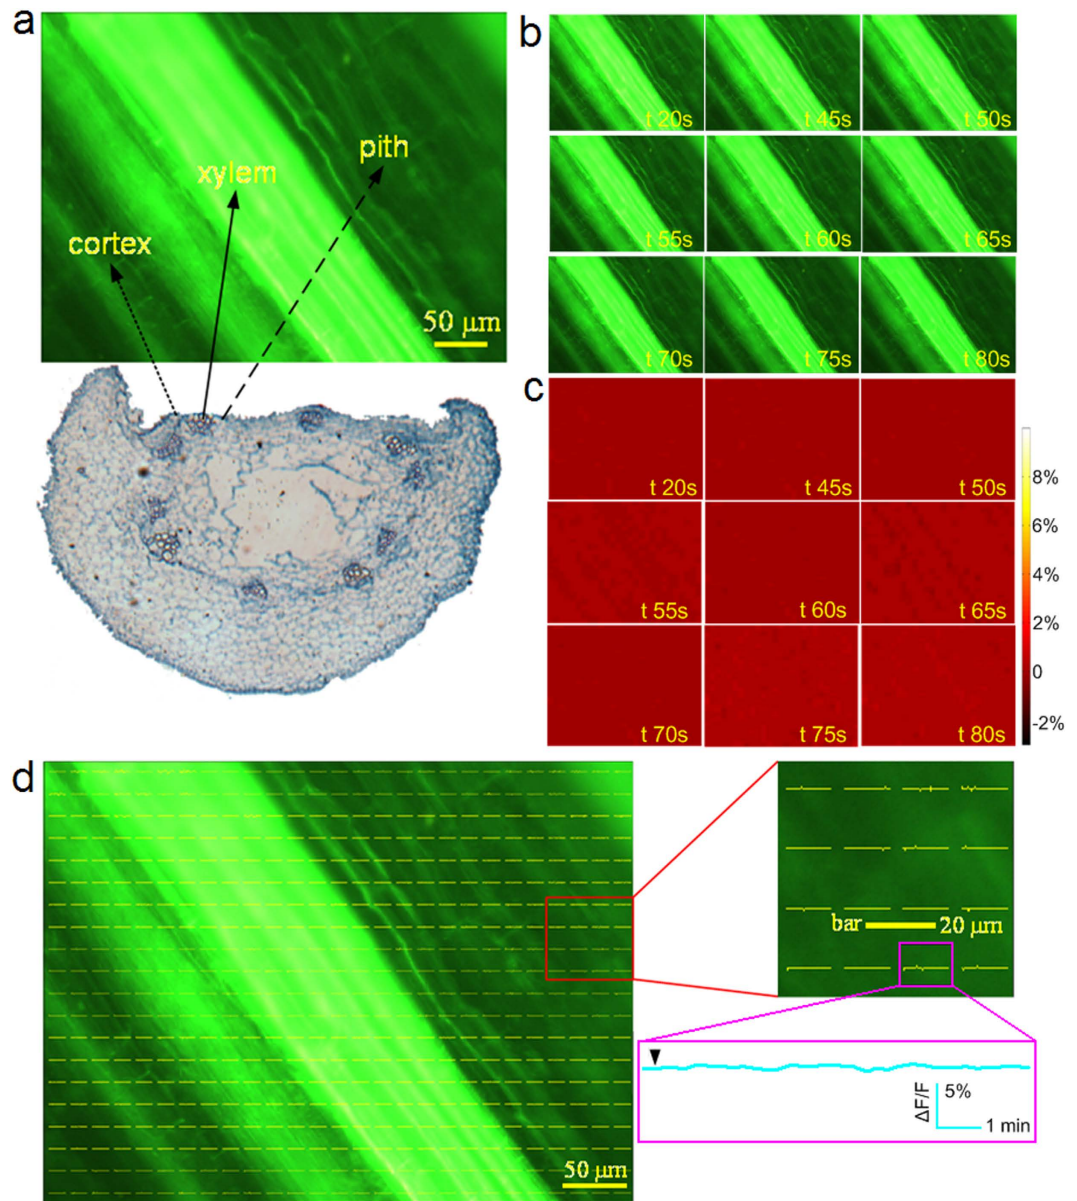 a
pith
xylem
cortex
50 μm
b
t 20s
t 45s
t 50s
t 55s
t 60s
t 65s
t 70s
t 75s
t 80s
c
t 20s
t 45s
t 50s
t 55s
t 60s
t 65s
t 70s
t 75s
t 80s
8%
6%
4%
2%
0
-2%
d
50 μm
bar 20 μm
ΔF/F
5%
1 min